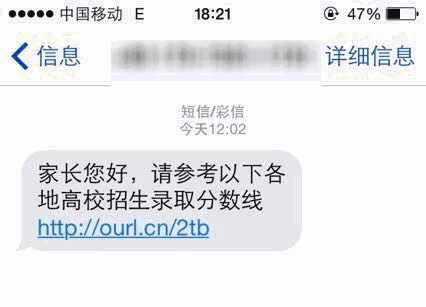 中国移动 E 18:21 47%
信息 详细信息
短信/彩信
今天12:02
家长您好，请参考以下各
地高校招生录取分数线
http://ourl.cn/2tb